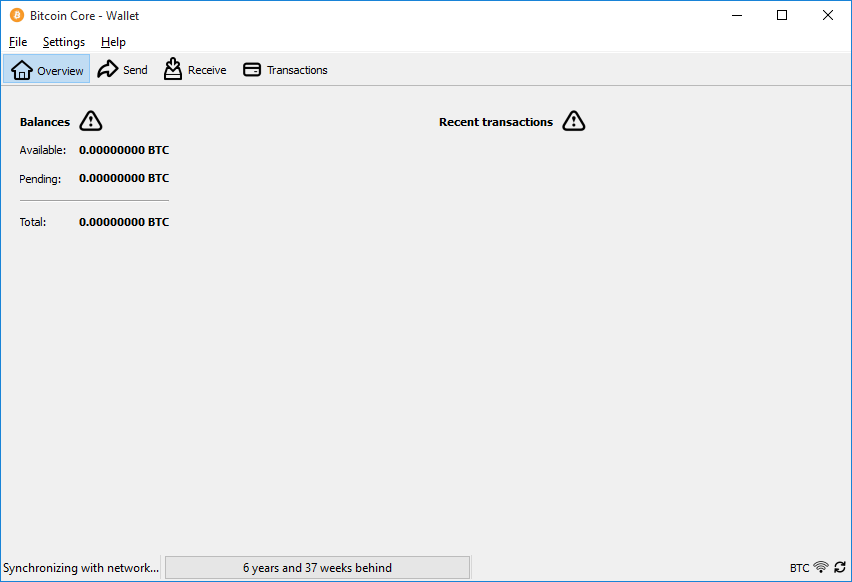 Bitcoin Core - Wallet
File Settings Help
Overview Send Receive Transactions
Balances Recent transactions
Available: 0.00000000 BTC
Pending: 0.00000000 BTC
Total: 0.00000000 BTC
Synchronizing with network... 6 years and 37 weeks behind BTC